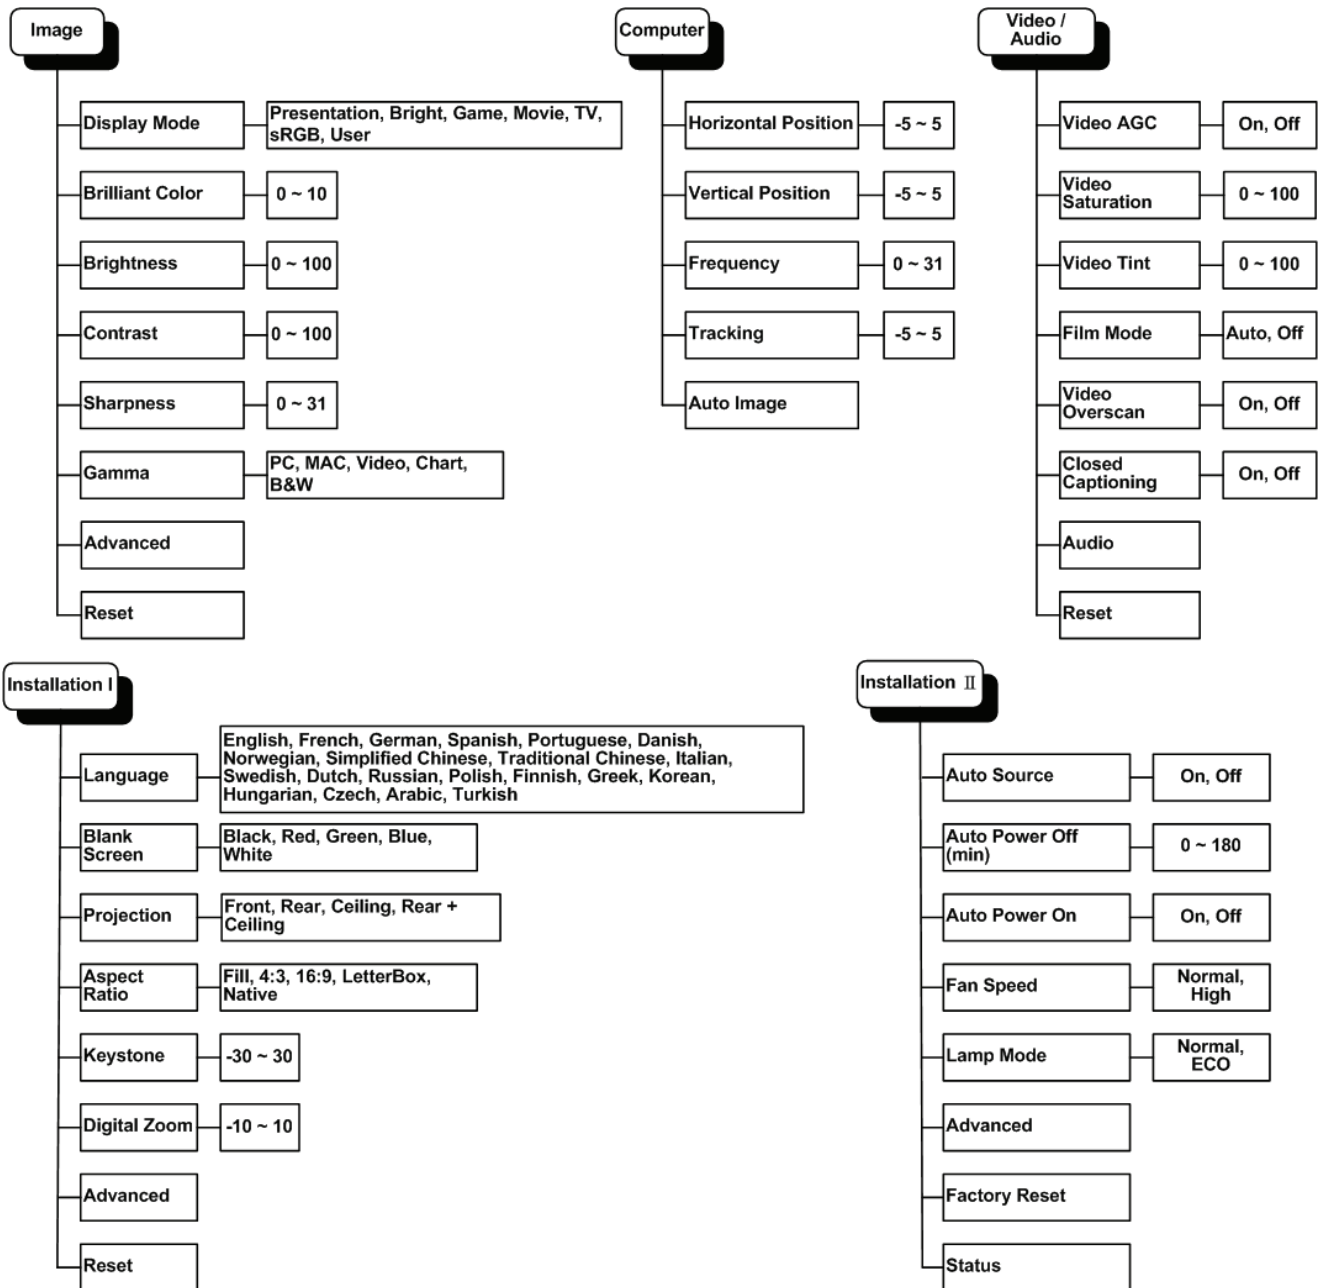 Image
Display Mode
Presentation, Bright, Game, Movie, TV,
sRGB, User
Brilliant Color
0 ~ 10
Brightness
0 ~ 100
Contrast
0 ~ 100
Sharpness
0 ~ 31
Gamma
PC, MAC, Video, Chart,
B&W
Advanced
Reset
Computer
Horizontal Position
-5 ~ 5
Vertical Position
-5 ~ 5
Frequency
0 ~ 31
Tracking
-5 ~ 5
Auto Image
Video /
Audio
Video AGC
On, Off
Video
Saturation
0 ~ 100
Video Tint
0 ~ 100
Film Mode
Auto, Off
Video
Overscan
On, Off
Closed
Captioning
On, Off
Audio
Reset
Installation I
Language
English, French, German, Spanish, Portuguese, Danish,
Norwegian, Simplified Chinese, Traditional Chinese, Italian,
Swedish, Dutch, Russian, Polish, Finnish, Greek, Korean,
Hungarian, Czech, Arabic, Turkish
Blank
Screen
Black, Red, Green, Blue,
White
Projection
Front, Rear, Ceiling, Rear +
Ceiling
Aspect
Ratio
Fill, 4:3, 16:9, LetterBox,
Native
Keystone
-30 ~ 30
Digital Zoom
-10 ~ 10
Advanced
Reset
Installation Ⅱ
Auto Source
On, Off
Auto Power Off
(min)
0 ~ 180
Auto Power On
On, Off
Fan Speed
Normal,
High
Lamp Mode
Normal,
ECO
Advanced
Factory Reset
Status